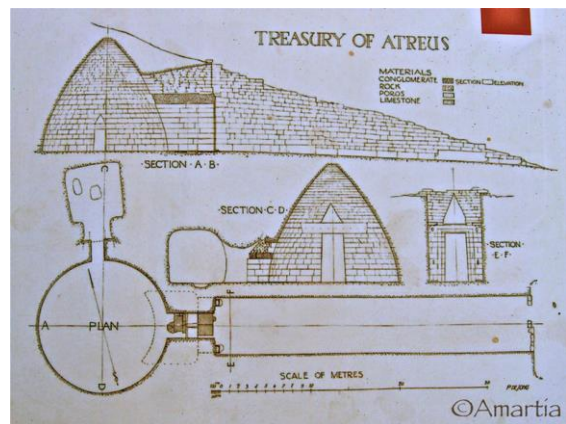 TREASURY OF ATREUS
MATERIALS
CONGLOMERATE SECTION ELEVATION
ROCK
POROS
LIMESTONE
·SECTION·A·B·
·SECTION·C·D·
·SECTION
·E·F·
A PLAN
SCALE OF METRES
©Amartia